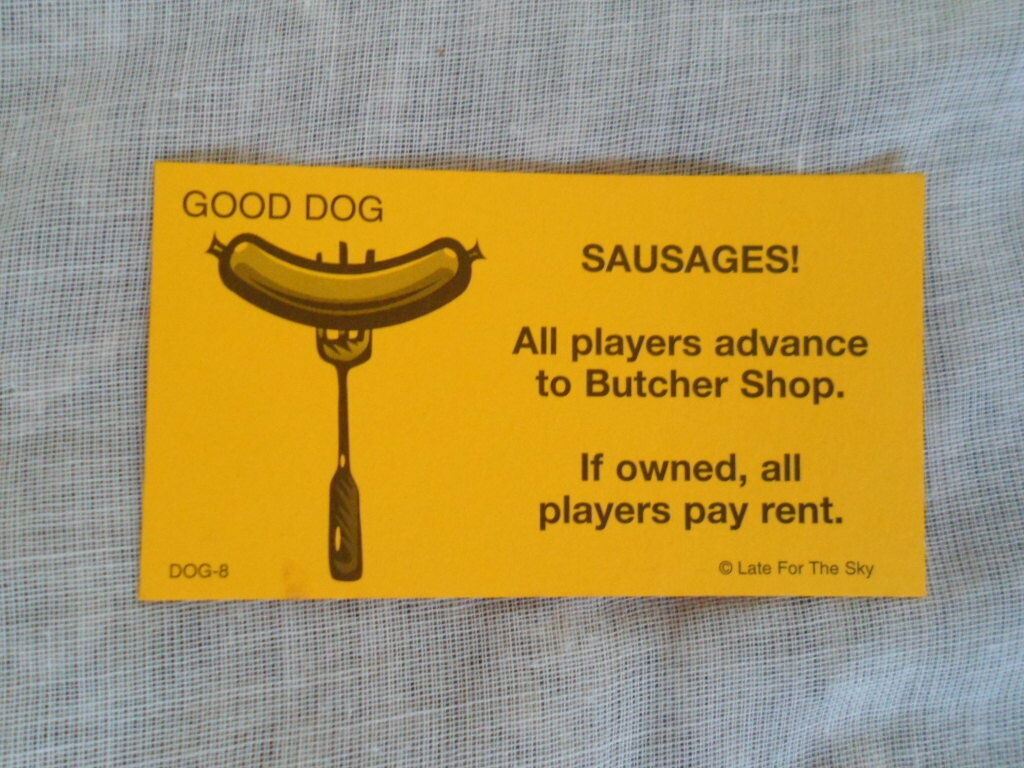 GOOD DOG
SAUSAGES!
All players advance
to Butcher Shop.
If owned, all
players pay rent.
DOG-8
© Late For The Sky